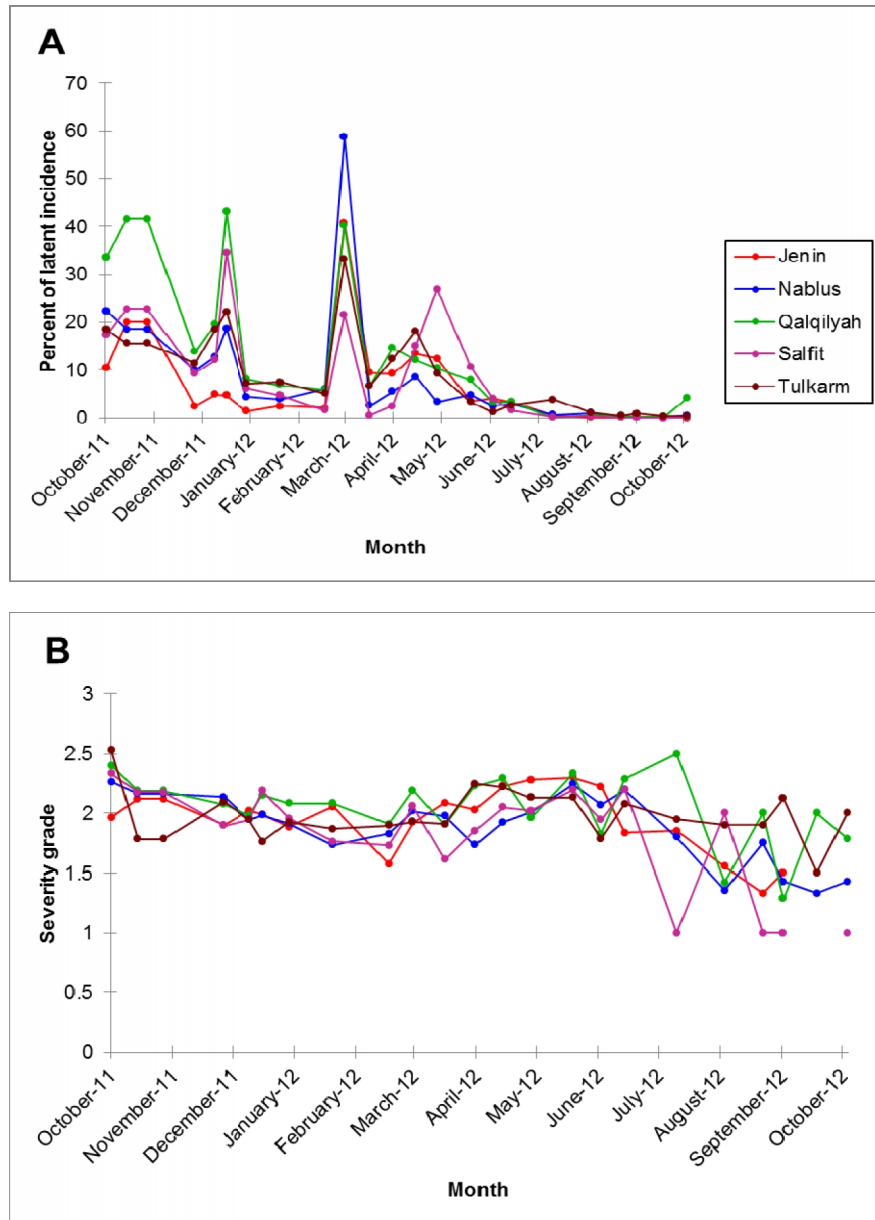 A
70
60
50
40
30
20
10
0
Percent of latent incidence
October-11
November-11
December-11
January-12
February-12
March-12
April-12
May-12
June-12
July-12
August-12
September-12
October-12
Month
Jenin
Nablus
Qalqilyah
Salfit
Tulkarm
B
3
2.5
2
1.5
1
0.5
0
Severity grade
October-11
November-11
December-11
January-12
February-12
March-12
April-12
May-12
June-12
July-12
August-12
September-12
October-12
Month